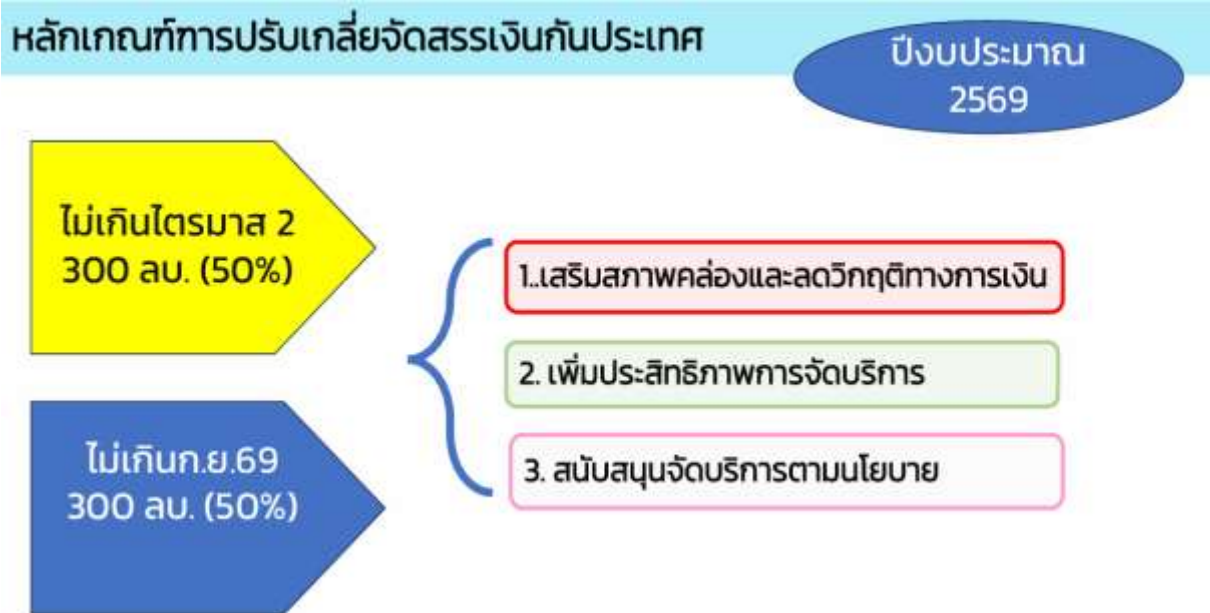 หลักเกณฑ์การปรับเกลี่ยจัดสรรเงินกันประเทศ
ปีงบประมาณ
2569
ไม่เกินไตรมาส 2
300 ลบ. (50%)
1..เสริมสภาพคล่องและลดวิกฤติทางการเงิน
2. เพิ่มประสิทธิภาพการจัดบริการ
ไม่เกินก.ย.69
300 ลบ. (50%)
3. สนับสนุนจัดบริการตามนโยบาย